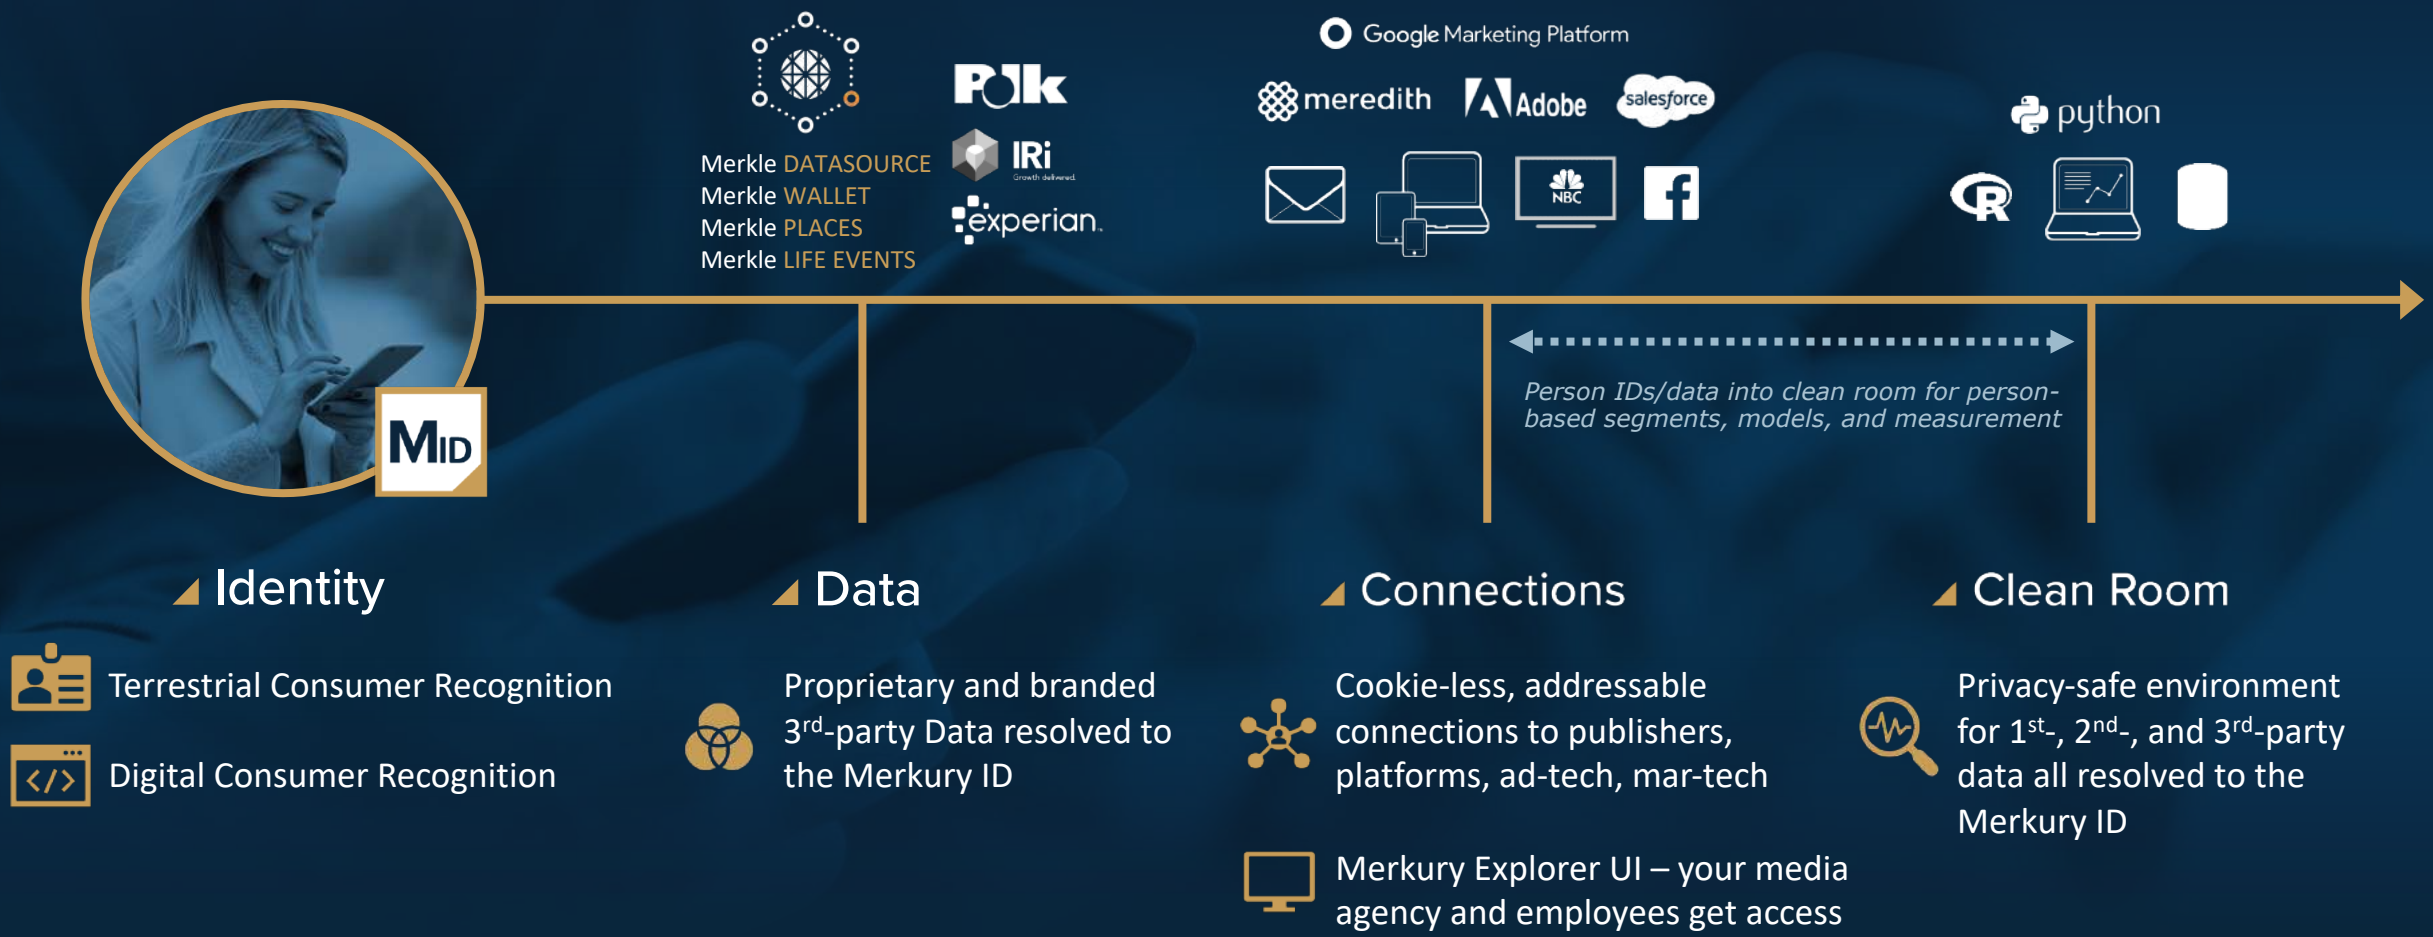 Google Marketing Platform
Polk
meredith
Adobe
salesforce
python
IRi
Growth delivered.
Merkle DATASOURCE
Merkle WALLET
Merkle PLACES
Merkle LIFE EVENTS
experian™
NBC
f
R
Person IDs/data into clean room for person-
based segments, models, and measurement
MID
Identity
Terrestrial Consumer Recognition
</>
Digital Consumer Recognition
Data
Proprietary and branded
3rd-party Data resolved to
the Merkury ID
Connections
Cookie-less, addressable
connections to publishers,
platforms, ad-tech, mar-tech
Merkury Explorer UI – your media
agency and employees get access
Clean Room
Privacy-safe environment
for 1st-, 2nd-, and 3rd-party
data all resolved to the
Merkury ID